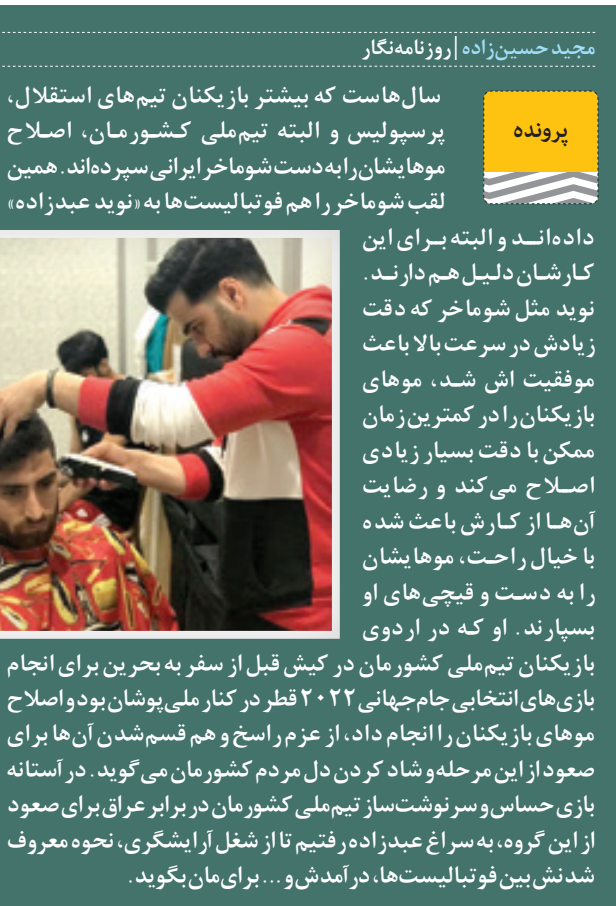 مجید حسین‌زاده | روزنامه‌نگار
پرونده
سال‌هاست که بیشتر بازیکنان تیم‌های استقلال،
پرسپولیس و البته تیم‌ملی کشورمان، اصلاح
موهایشان را به‌دست شوماخر ایرانی سپرده‌اند. همین
لقب شوماخر را هم فوتبالیست‌ها به «نوید عبدزاده»
داده‌اند و البته برای این
کارشان دلیل هم دارند.
نوید مثل شوماخر که دقت
زیادش در سرعت بالا باعث
موفقیت اش شد، موهای
بازیکنان را در کمترین زمان
ممکن با دقت بسیار زیادی
اصلاح می‌کند و رضایت
آن‌ها از کارش باعث شده
با خیال راحت، موهایشان
را به دست و قیچی‌های او
بسپارند. او که در اردوی
بازیکنان تیم‌ملی کشورمان در کیش قبل از سفر به بحرین برای انجام
بازی‌های انتخابی جام‌جهانی ۲۰۲۲ قطر در کنار ملی‌پوشان بود و اصلاح
موهای بازیکنان را انجام داد، از عزم راسخ و هم قسم‌شدن آن‌ها برای
صعود از این مرحله و شاد کردن دل مردم کشورمان می‌گوید. در آستانه
بازی حساس و سرنوشت‌ساز تیم‌ملی کشورمان در برابر عراق برای صعود
از این گروه، به‌سراغ عبدزاده رفتیم تا از شغل آرایشگری، نحوه معروف
شدنش بین فوتبالیست‌ها، درآمدش و ... برای‌مان بگوید.